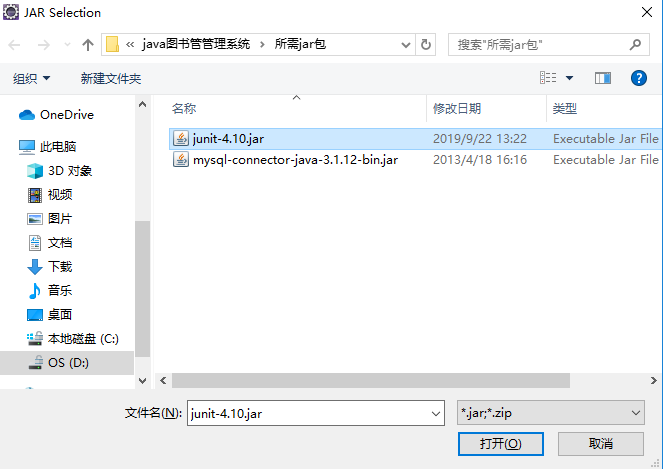 JAR Selection
« java图书管管理系统 › 所需jar包
搜索"所需jar包"
组织 新建文件夹
名称 修改日期 类型
OneDrive
此电脑
3D 对象
视频
图片
文档
下载
音乐
桌面
本地磁盘 (C:)
OS (D:)
junit-4.10.jar 2019/9/22 13:22 Executable Jar File
mysql-connector-java-3.1.12-bin.jar 2013/4/18 16:16 Executable Jar File
文件名(N): junit-4.10.jar *.jar;*.zip
打开(O) 取消